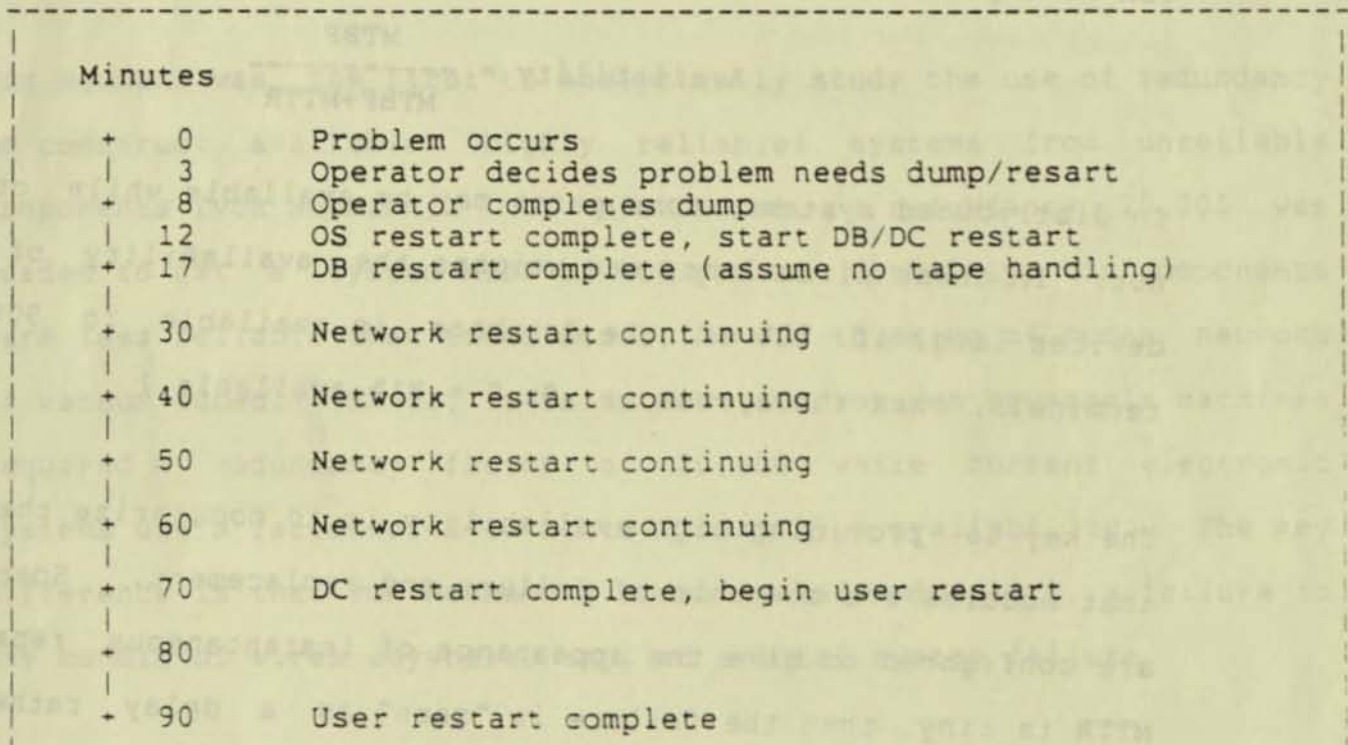 Minutes
+ 0 Problem occurs
| 3 Operator decides problem needs dump/resart
+ 8 Operator completes dump
| 12 OS restart complete, start DB/DC restart
+ 17 DB restart complete (assume no tape handling)
|
+ 30 Network restart continuing
|
+ 40 Network restart continuing
|
+ 50 Network restart continuing
|
+ 60 Network restart continuing
|
+ 70 DC restart complete, begin user restart
|
+ 80
|
+ 90 User restart complete